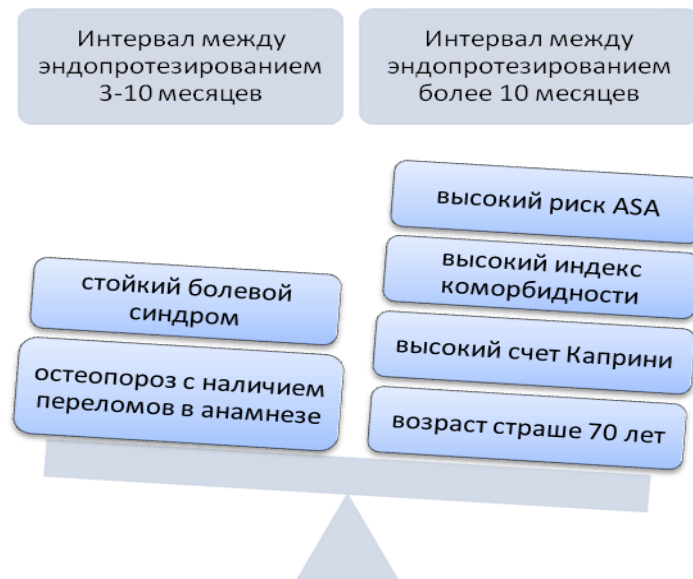 Интервал между
эндопротезированием
3-10 месяцев
Интервал между
эндопротезированием
более 10 месяцев
стойкий болевой
синдром
остеопороз с наличием
переломов в анамнезе
высокий риск ASA
высокий индекс
коморбидности
высокий счет Каприни
возраст страше 70 лет